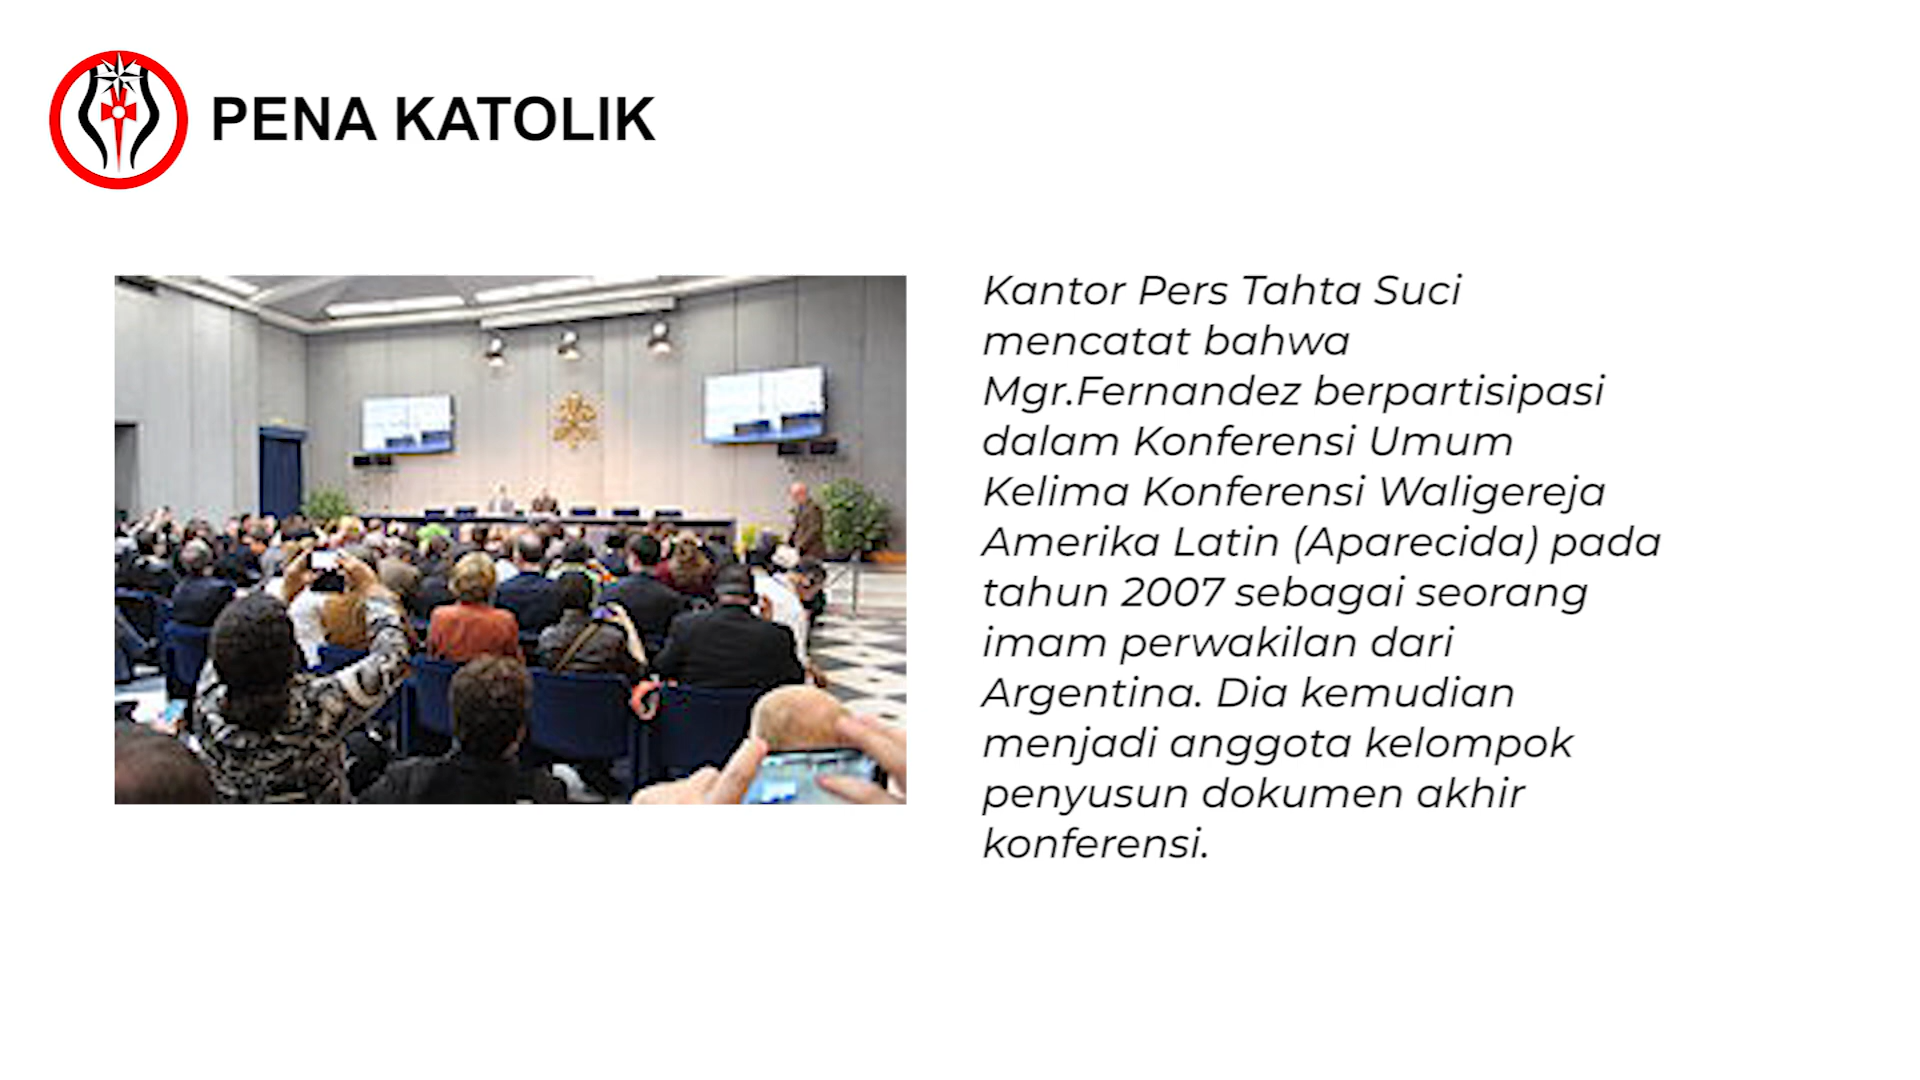 PENA KATOLIK
Kantor Pers Tahta Suci
mencatat bahwa
Mgr.Fernandez berpartisipasi
dalam Konferensi Umum
Kelima Konferensi Waligereja
Amerika Latin (Aparecida) pada
tahun 2007 sebagai seorang
imam perwakilan dari
Argentina. Dia kemudian
menjadi anggota kelompok
penyusun dokumen akhir
konferensi.